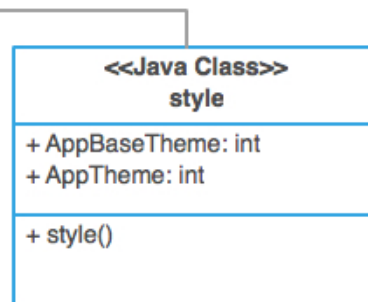 <<Java Class>>
style
+ AppBaseTheme: int
+ AppTheme: int
+ style()